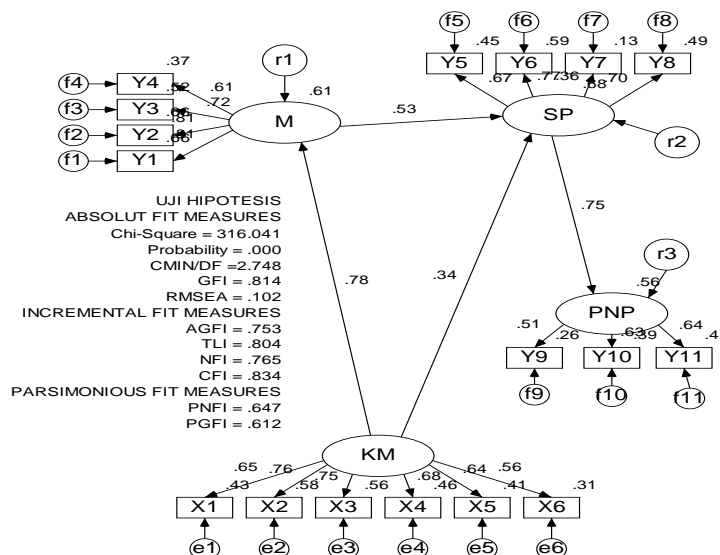 f5 f6 f7 f8
.45 .59 .13 .49
Y5 Y6 Y7 Y8
.67 .77 .36 .70
SP
r2
.37
r1
.61
f4 Y4 .61
f3 Y3 .72
f2 Y2 .81
f1 Y1
M
.53
UJI HIPOTESIS
ABSOLUT FIT MEASURES
Chi-Square = 316.041
Probability = .000
CMIN/DF =2.748
GFI = .814
RMSEA = .102
INCREMENTAL FIT MEASURES
AGFI = .753
TLI = .804
NFI = .765
CFI = .834
PARSIMONIOUS FIT MEASURES
PNFI = .647
PGFI = .612
.78
.34
.75
r3
.56
PNP
.51 .26 .63 .39 .64 .4
Y9 Y10 Y11
f9 f10 f11
KM
.65 .76 .75 .68 .64 .56
.43 .58 .56 .46 .41 .31
X1 X2 X3 X4 X5 X6
e1 e2 e3 e4 e5 e6